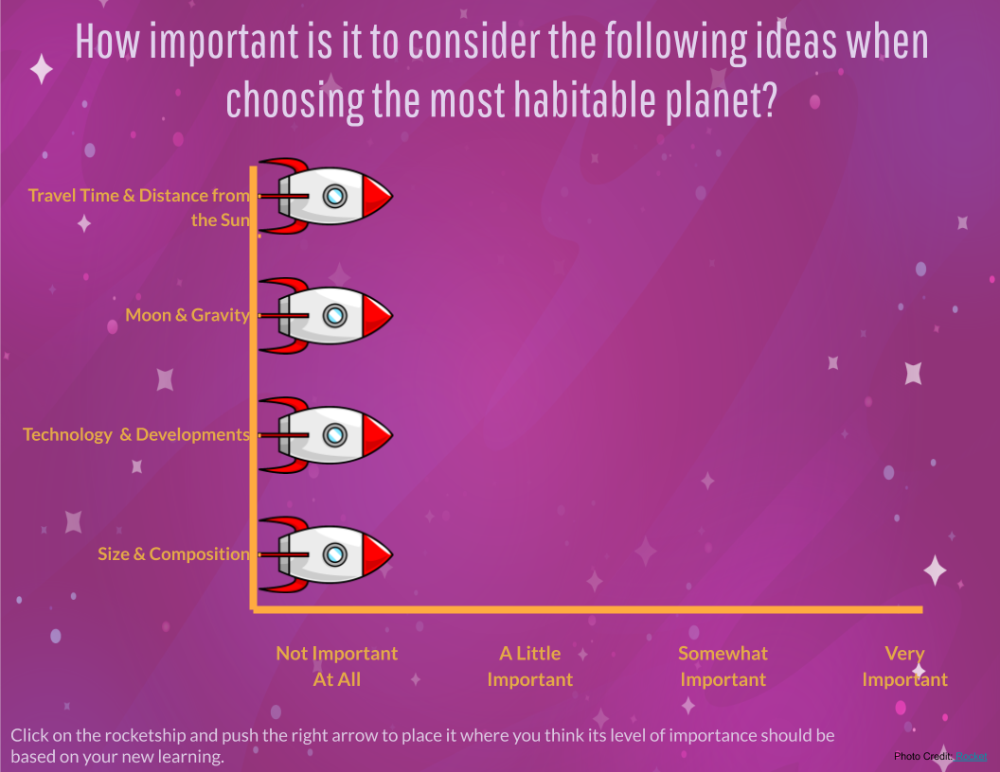 How important is it to consider the following ideas when
choosing the most habitable planet?
Travel Time & Distance from
the Sun
Moon & Gravity
Technology & Developments
Size & Composition
Not Important
At All
A Little
Important
Somewhat
Important
Very
Important
Click on the rocketship and push the right arrow to place it where you think its level of importance should be
based on your new learning.
Photo Credit: Rocket